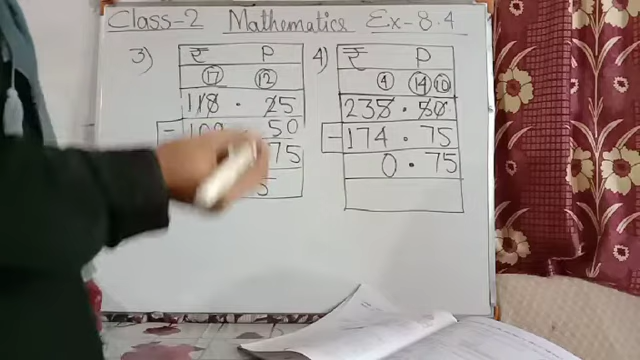 Class-2 Mathematics Ex-8.4
3) ₹ P
17 12
118 . 25
- 50
75
5
4) ₹ P
4 14 10
235 . 50
- 174 . 75
0 . 75